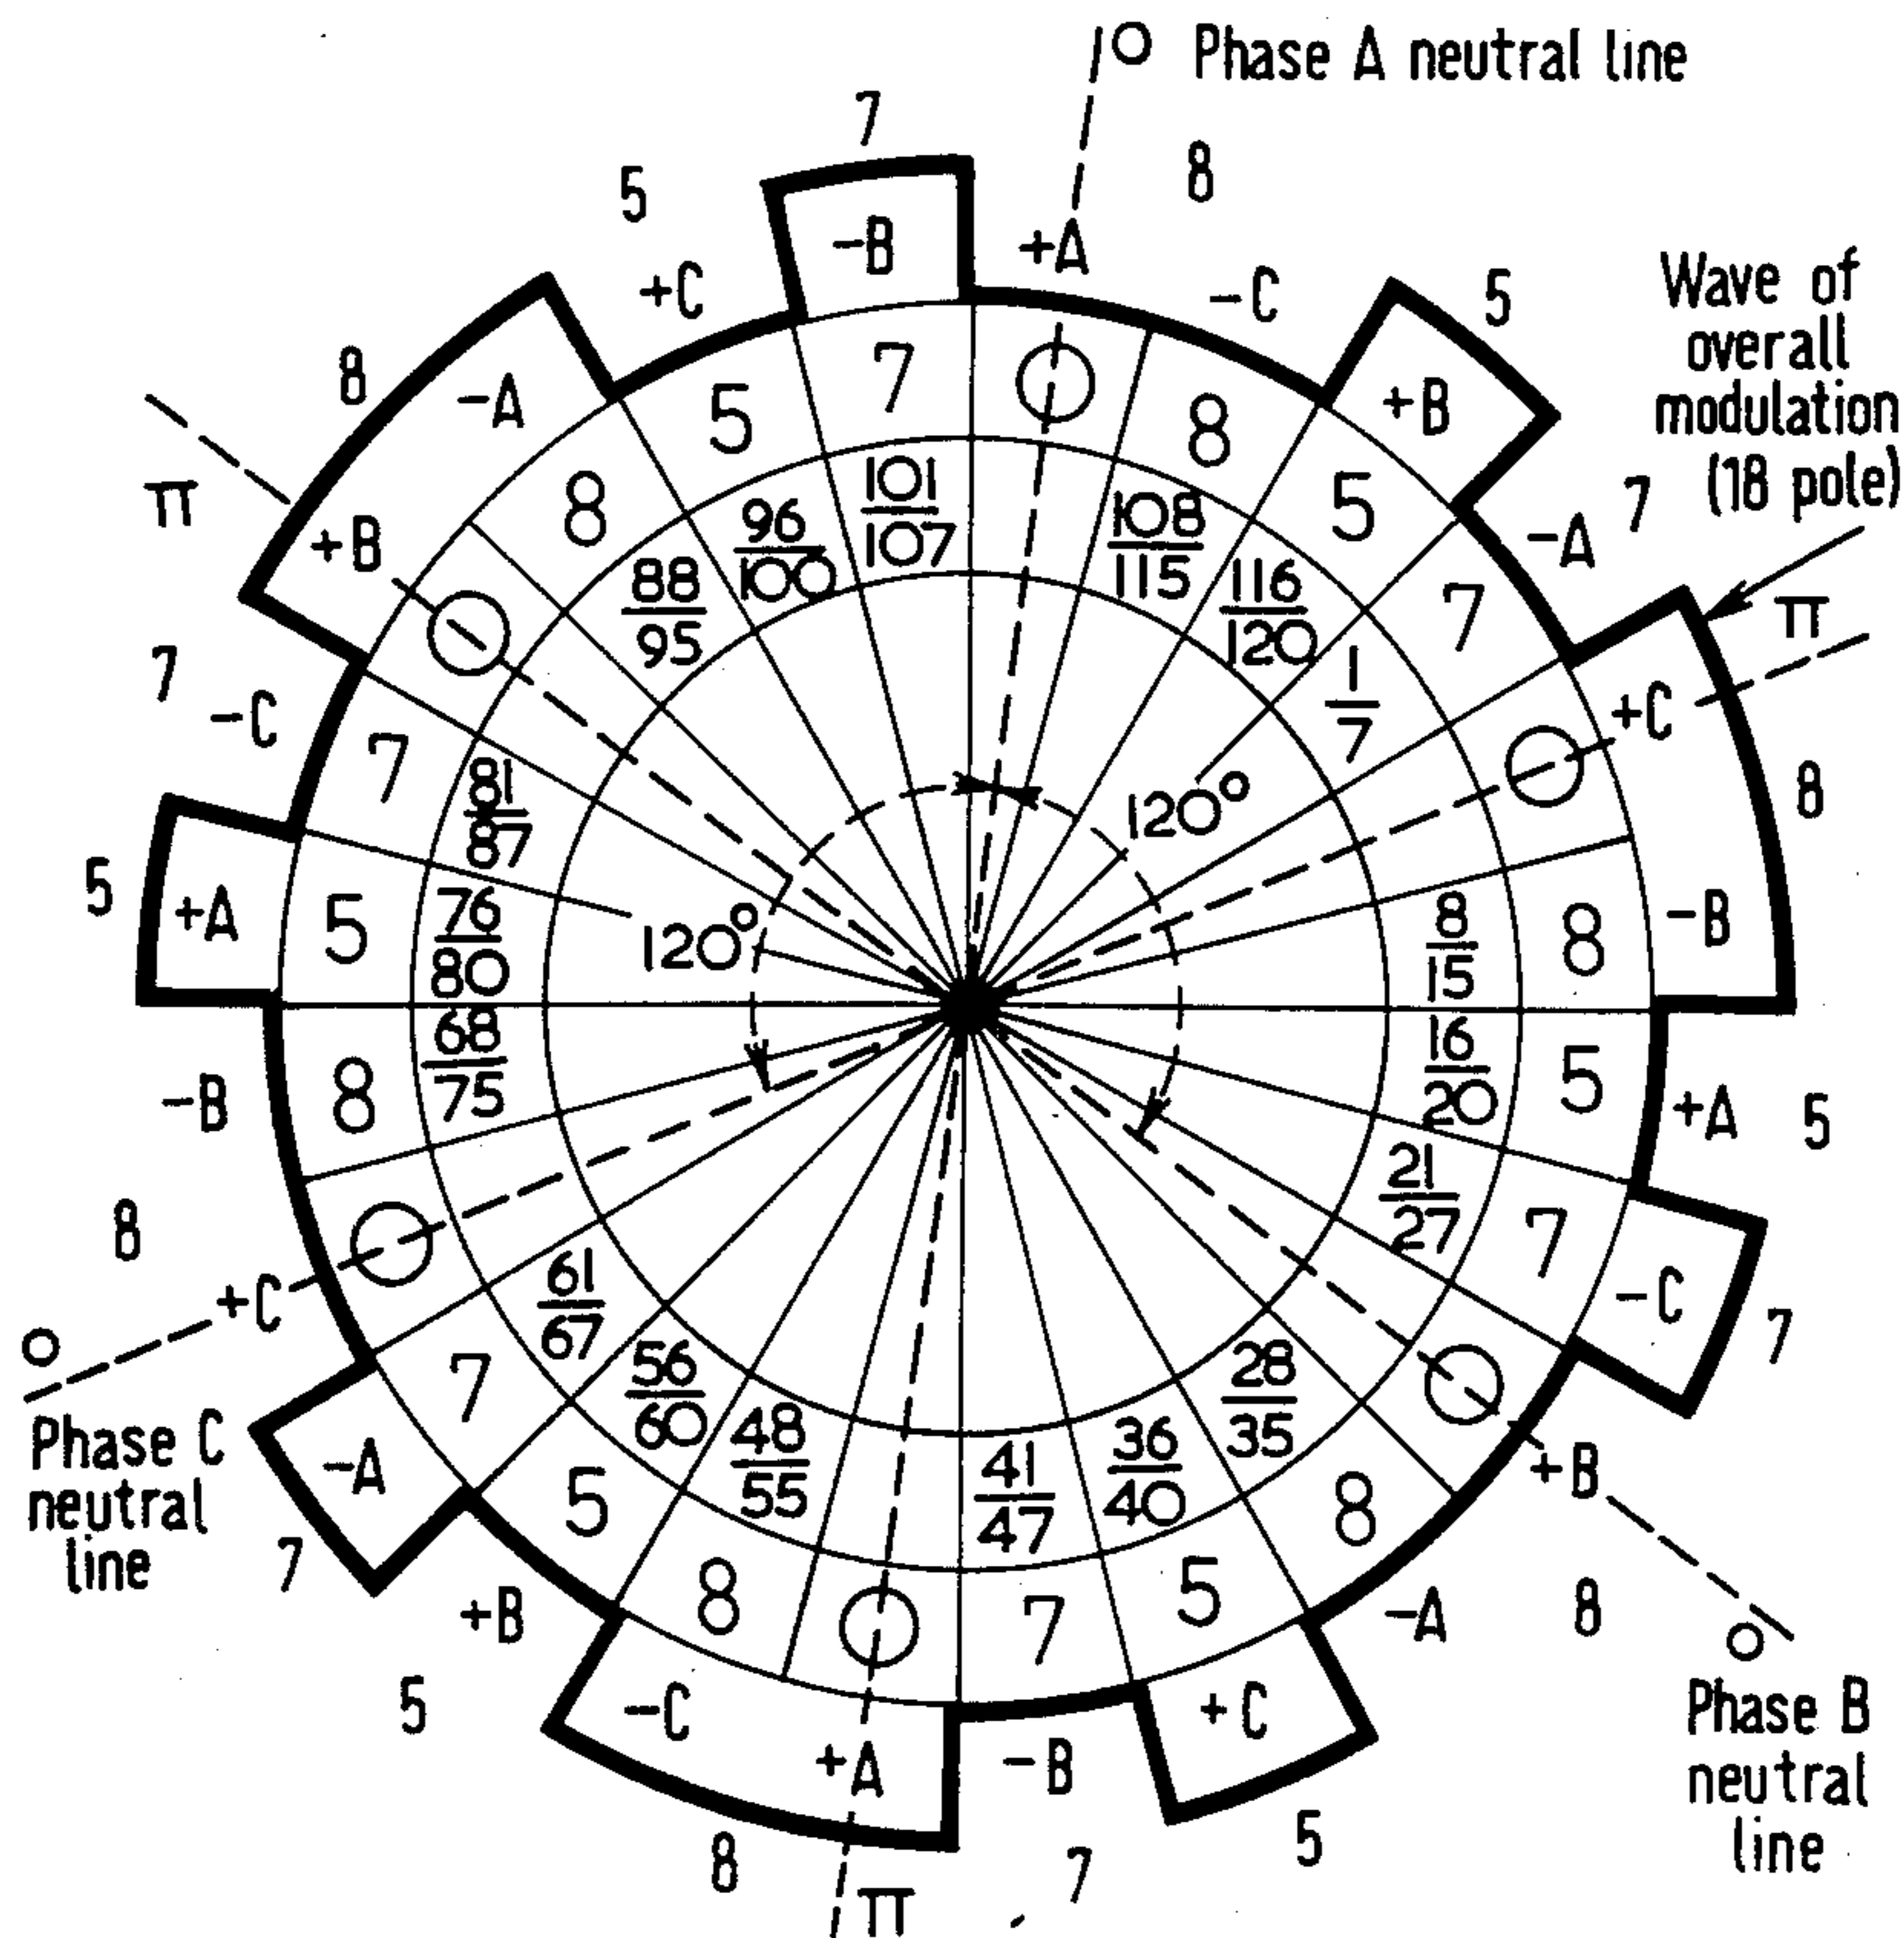 O Phase A neutral line
7
8
5
-B
+A
+C
-C
5
Wave of
overall
modulation
(18 pole)
8
-A
+B
7
-A
π
+B
7
5
O
8
5
7
8
101
107
96
100
108
115
88
95
116
120
1
7
O
O
π
+C
8
7
-C
7
81
87
120°
120°
5
+A
5
76
80
8
15
8
-B
-B
8
68
75
16
20
5
+A
5
21
27
7
-C
7
8
O
+C
O
Phase C
neutral
line
7
61
67
56
60
48
55
41
47
36
40
28
35
O
+B
-A
7
5
8
O
7
5
8
-A
8
+B
5
-C
+A
-B
+C
O
Phase B
neutral
line
8
π
7
5